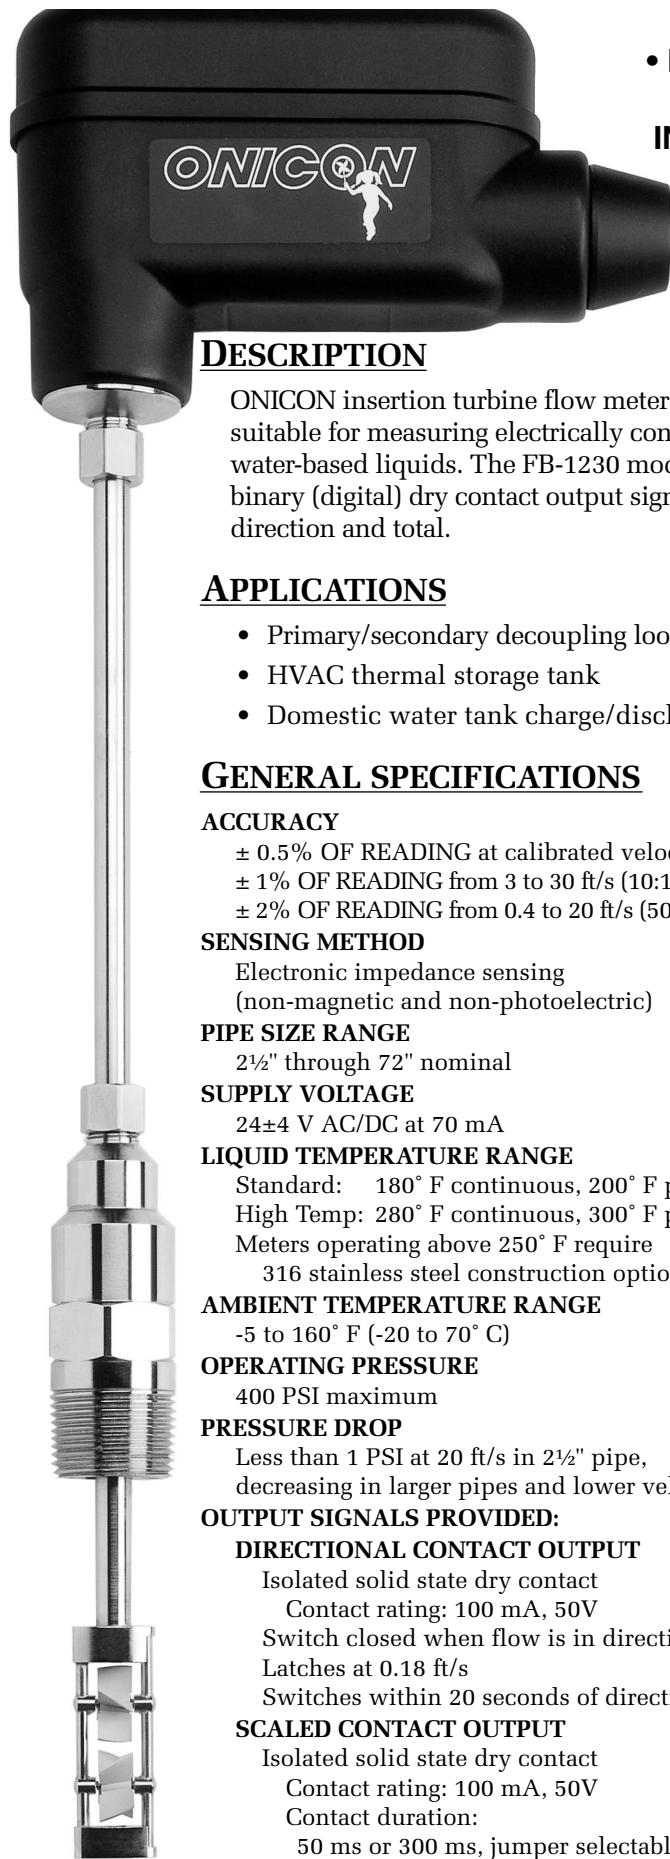 •
ONICON
DESCRIPTION
ONICON insertion turbine flow meter
suitable for measuring electrically con
water-based liquids. The FB-1230 mod
binary (digital) dry contact output sign
direction and total.
APPLICATIONS
• Primary/secondary decoupling loo
• HVAC thermal storage tank
• Domestic water tank charge/discl
GENERAL SPECIFICATIONS
ACCURACY
± 0.5% OF READING at calibrated veloc
± 1% OF READING from 3 to 30 ft/s (10:1
± 2% OF READING from 0.4 to 20 ft/s (50
SENSING METHOD
Electronic impedance sensing
(non-magnetic and non-photoelectric)
PIPE SIZE RANGE
2½" through 72" nominal
SUPPLY VOLTAGE
24±4 V AC/DC at 70 mA
LIQUID TEMPERATURE RANGE
Standard: 180˚ F continuous, 200˚ F p
High Temp: 280˚ F continuous, 300˚ F p
Meters operating above 250˚ F require
316 stainless steel construction optio
AMBIENT TEMPERATURE RANGE
-5 to 160˚ F (-20 to 70˚ C)
OPERATING PRESSURE
400 PSI maximum
PRESSURE DROP
Less than 1 PSI at 20 ft/s in 2½" pipe,
decreasing in larger pipes and lower vel
OUTPUT SIGNALS PROVIDED:
DIRECTIONAL CONTACT OUTPUT
Isolated solid state dry contact
Contact rating: 100 mA, 50V
Switch closed when flow is in directi
Latches at 0.18 ft/s
Switches within 20 seconds of directi
SCALED CONTACT OUTPUT
Isolated solid state dry contact
Contact rating: 100 mA, 50V
Contact duration:
50 ms or 300 ms, jumper selectabl